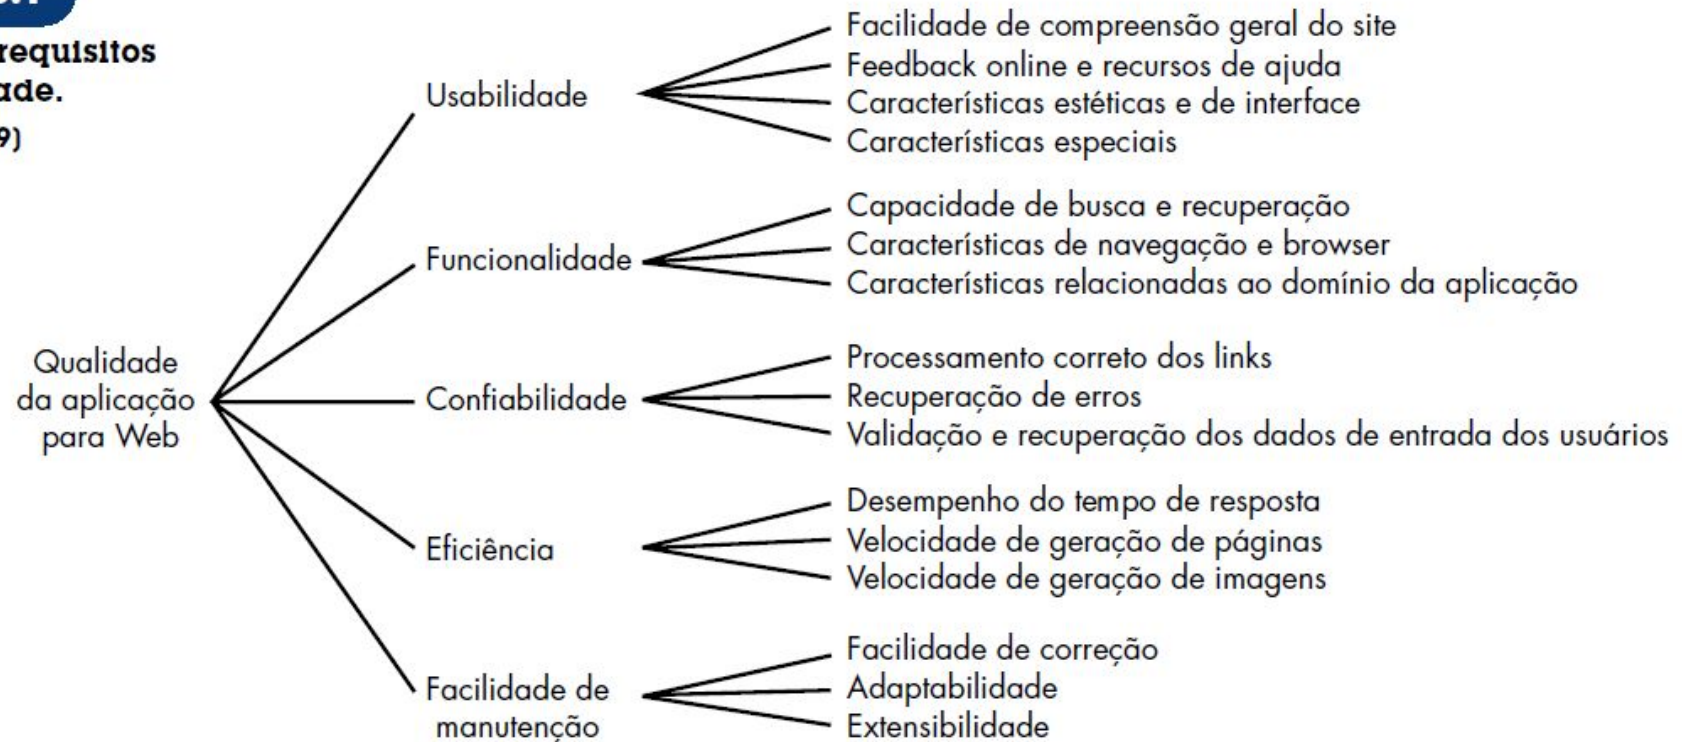 requisitos
Usabilidade
Facilidade de compreensão geral do site
Feedback online e recursos de ajuda
Características estéticas e de interface
Características especiais
Funcionalidade
Capacidade de busca e recuperação
Características de navegação e browser
Características relacionadas ao domínio da aplicação
Qualidade
da aplicação
para Web
Confiabilidade
Processamento correto dos links
Recuperação de erros
Validação e recuperação dos dados de entrada dos usuários
Eficiência
Desempenho do tempo de resposta
Velocidade de geração de páginas
Velocidade de geração de imagens
Facilidade de
manutenção
Facilidade de correção
Adaptabilidade
Extensibilidade